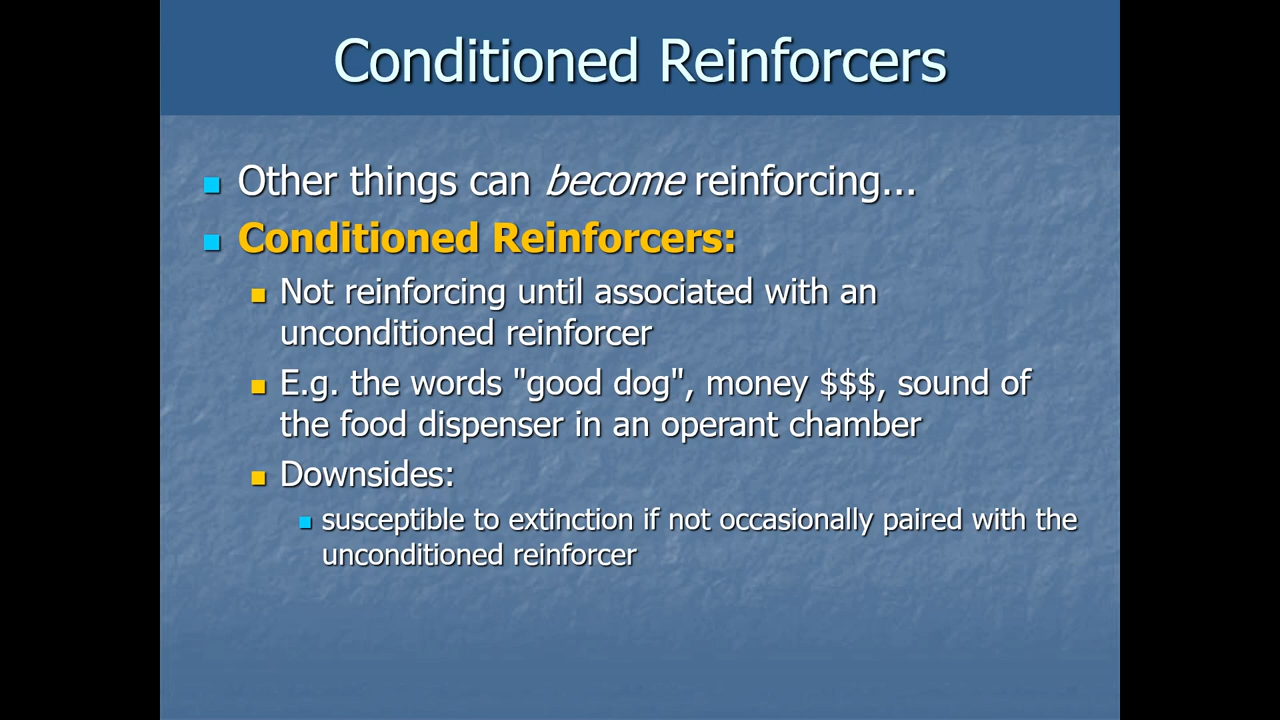 Conditioned Reinforcers
Other things can become reinforcing...
Conditioned Reinforcers:
Not reinforcing until associated with an
unconditioned reinforcer
E.g. the words "good dog", money $$$, sound of
the food dispenser in an operant chamber
Downsides:
susceptible to extinction if not occasionally paired with the
unconditioned reinforcer